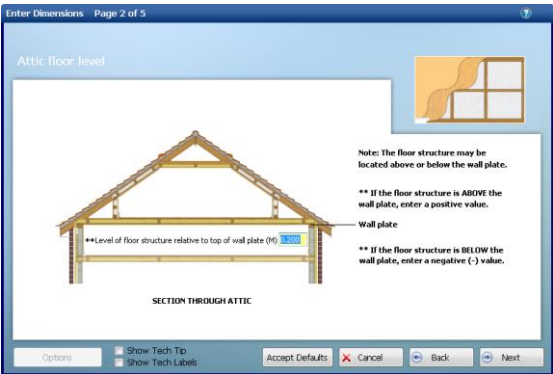 Enter Dimensions Page 2 of 5
?
Attic floor level
Note: The floor structure may be
located above or below the wall plate.
** If the floor structure is ABOVE the
wall plate, enter a positive value.
Wall plate
**Level of floor structure relative to top of wall plate (M) 0.200
** If the floor structure is BELOW the
wall plate, enter a negative (-) value.
SECTION THROUGH ATTIC
Options
Show Tech Tip
Show Tech Labels
Accept Defaults
Cancel
Back
Next